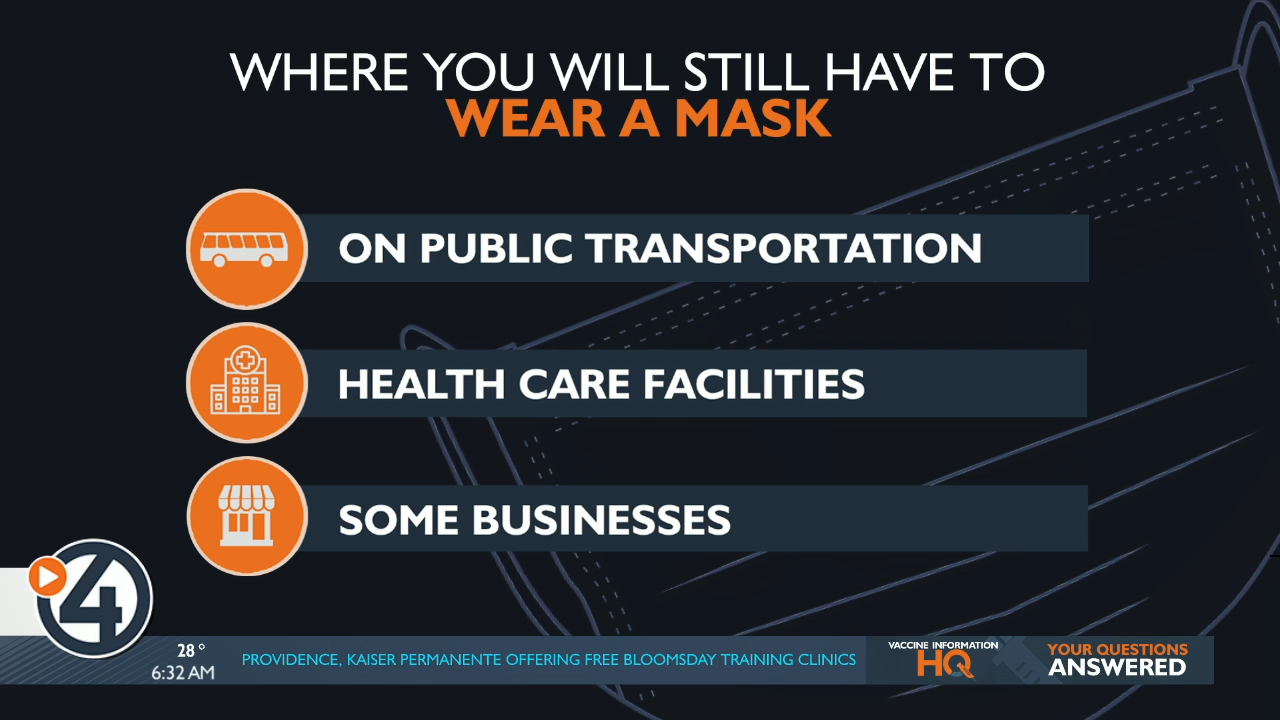 WHERE YOU WILL STILL HAVE TO
WEAR A MASK
ON PUBLIC TRANSPORTATION
HEALTH CARE FACILITIES
SOME BUSINESSES
4
28°
6:32 AM
PROVIDENCE, KAISER PERMANENTE OFFERING FREE BLOOMSDAY TRAINING CLINICS
VACCINE INFORMATION
HQ
YOUR QUESTIONS
ANSWERED